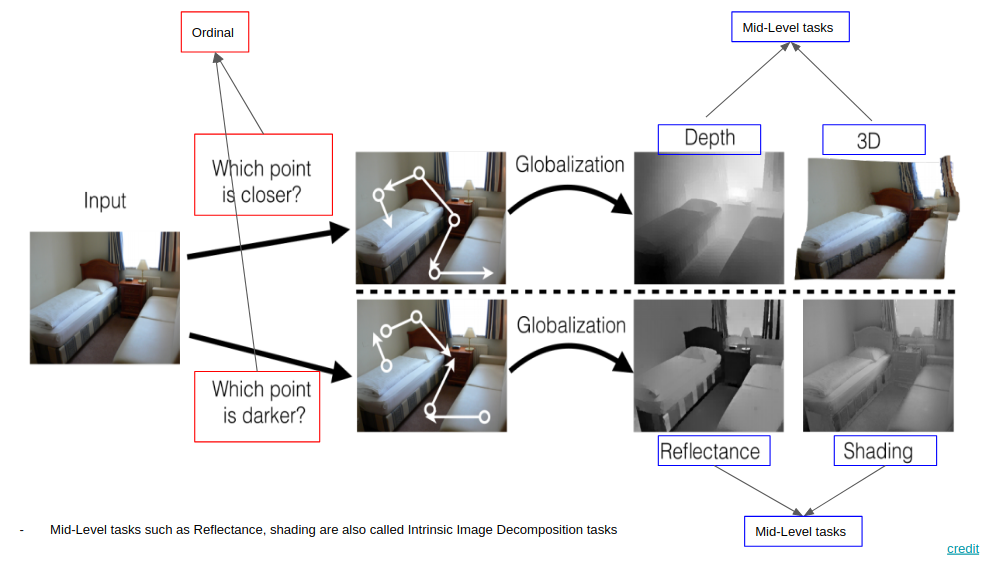 Ordinal
Mid-Level tasks
Which point
is closer?
Input
Globalization
Depth
3D
Which point
is darker?
Globalization
Reflectance
Shading
Mid-Level tasks
- Mid-Level tasks such as Reflectance, shading are also called Intrinsic Image Decomposition tasks
credit